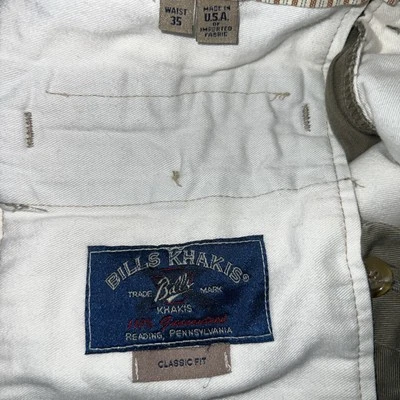 WAIST
35
MADE IN
U.S.A.
OF
IMPORTED
FABRIC
BILLS KHAKIS®
Bills
TRADE MARK
KHAKIS
READING, PENNSYLVANIA
CLASSIC FIT